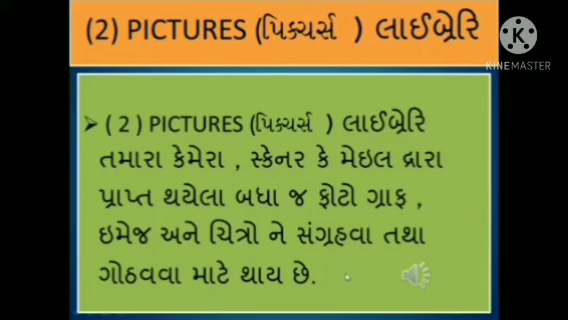 (2) PICTURES (પિક્ચર્સ ) લાઈબ્રેરિ
KINEMASTER
➤ ( 2 ) PICTURES (પિક્ચર્સ ) લાઈબ્રેરિ
તમારા કેમેરા , સ્કેનર કે મેઇલ દ્રારા
પ્રાપ્ત થયેલા બધા જ ફોટો ગ્રાફ ,
ઇમેજ અને ચિત્રો ને સંગ્રહવા તથા
ગોઠવવા માટે થાય છે.